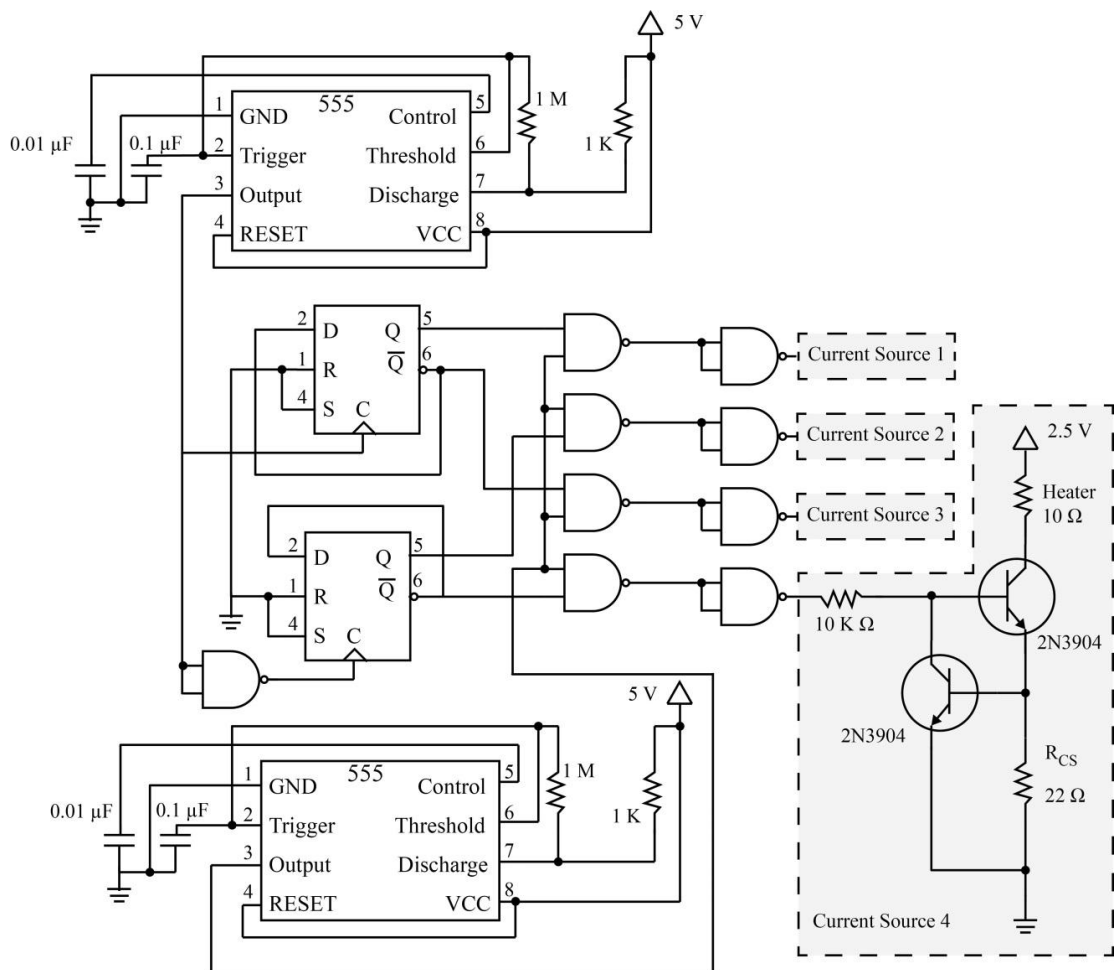 5 V
555
1 GND
2 Trigger
3 Output
4 RESET
Control 5
Threshold 6
Discharge 7
VCC 8
0.01 µF
0.1 µF
1 M
1 K
2 D
1 R
4 S
C
Q 5
Q̅ 6
2 D
1 R
4 S
C
Q 5
Q̅ 6
Current Source 1
Current Source 2
Current Source 3
2.5 V
Heater
10 Ω
10 K Ω
2N3904
2N3904
R_CS
22 Ω
Current Source 4
5 V
555
1 GND
2 Trigger
3 Output
4 RESET
Control 5
Threshold 6
Discharge 7
VCC 8
0.01 µF
0.1 µF
1 M
1 K